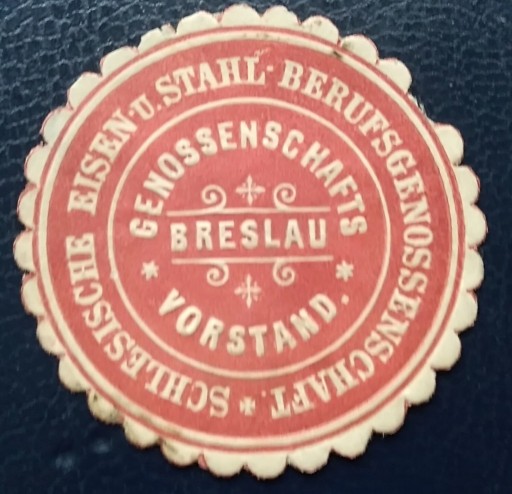 SCHLESISCHE EISEN- U. STAHL- BERUFSGENOSSENSCHAFT.
GENOSSENSCHAFTS
BRESLAU
VORSTAND.